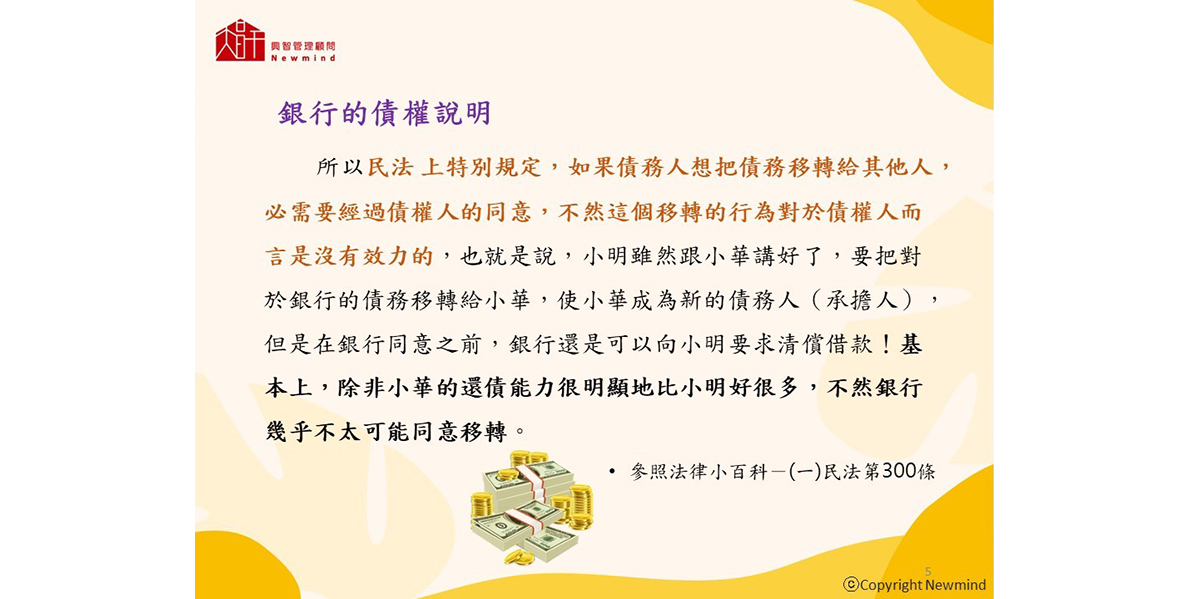 興智管理顧問
Newmind
銀行的債權說明
所以民法 上特別規定，如果債務人想把債務移轉給其他人，
必需要經過債權人的同意，不然這個移轉的行為對於債權人而
言是沒有效力的，也就是說，小明雖然跟小華講好了，要把對
於銀行的債務移轉給小華，使小華成為新的債務人（承擔人），
但是在銀行同意之前，銀行還是可以向小明要求清償借款！基
本上，除非小華的還債能力很明顯地比小明好很多，不然銀行
幾乎不太可能同意移轉。
• 參照法律小百科－(一)民法第300條
5
©Copyright Newmind